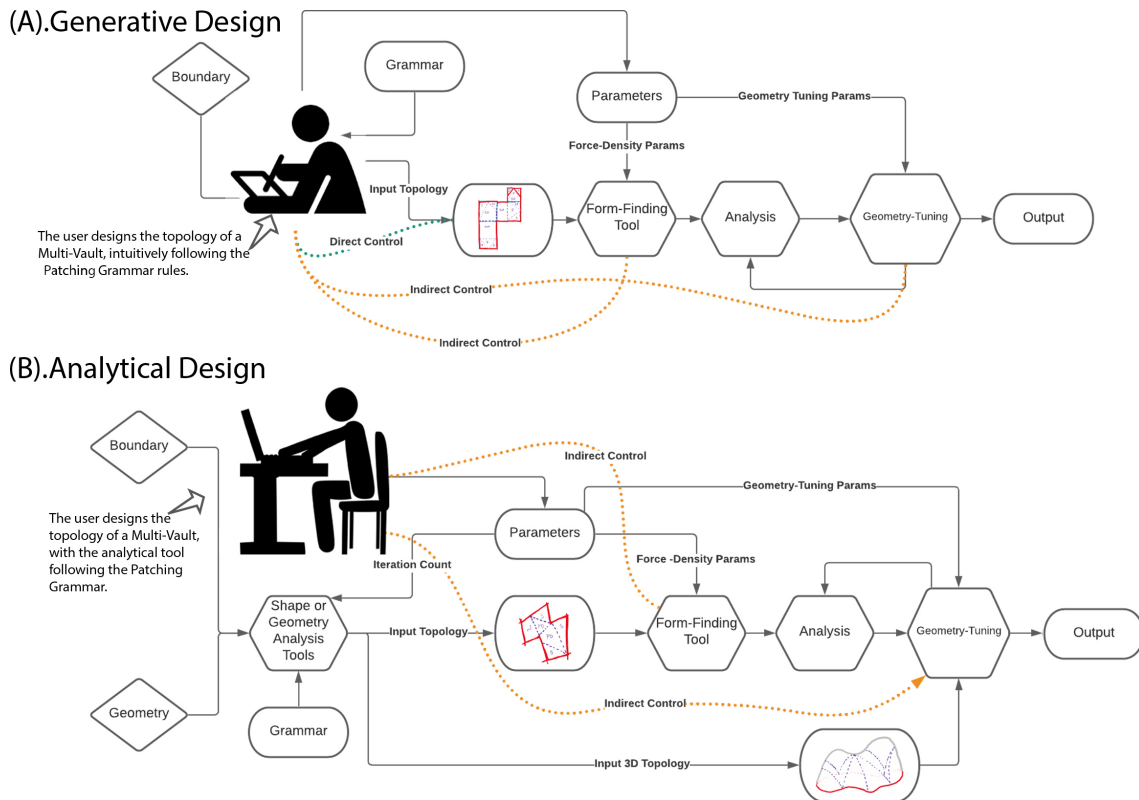 (A).Generative Design
Boundary
Grammar
Parameters
Geometry Tuning Params
Force-Density Params
Input Topology
Form-Finding
Tool
Analysis
Geometry-Tuning
Output
The user designs the topology of a
Multi-Vault, intuitively following the
Patching Grammar rules.
Direct Control
Indirect Control
Indirect Control
(B).Analytical Design
Boundary
Indirect Control
Geometry-Tuning Params
The user designs the
topology of a Multi-Vault,
with the analytical tool
following the Patching
Grammar.
Parameters
Iteration Count
Force -Density Params
Shape or
Geometry
Analysis
Tools
Input Topology
Form-Finding
Tool
Analysis
Geometry-Tuning
Output
Geometry
Grammar
Indirect Control
Input 3D Topology